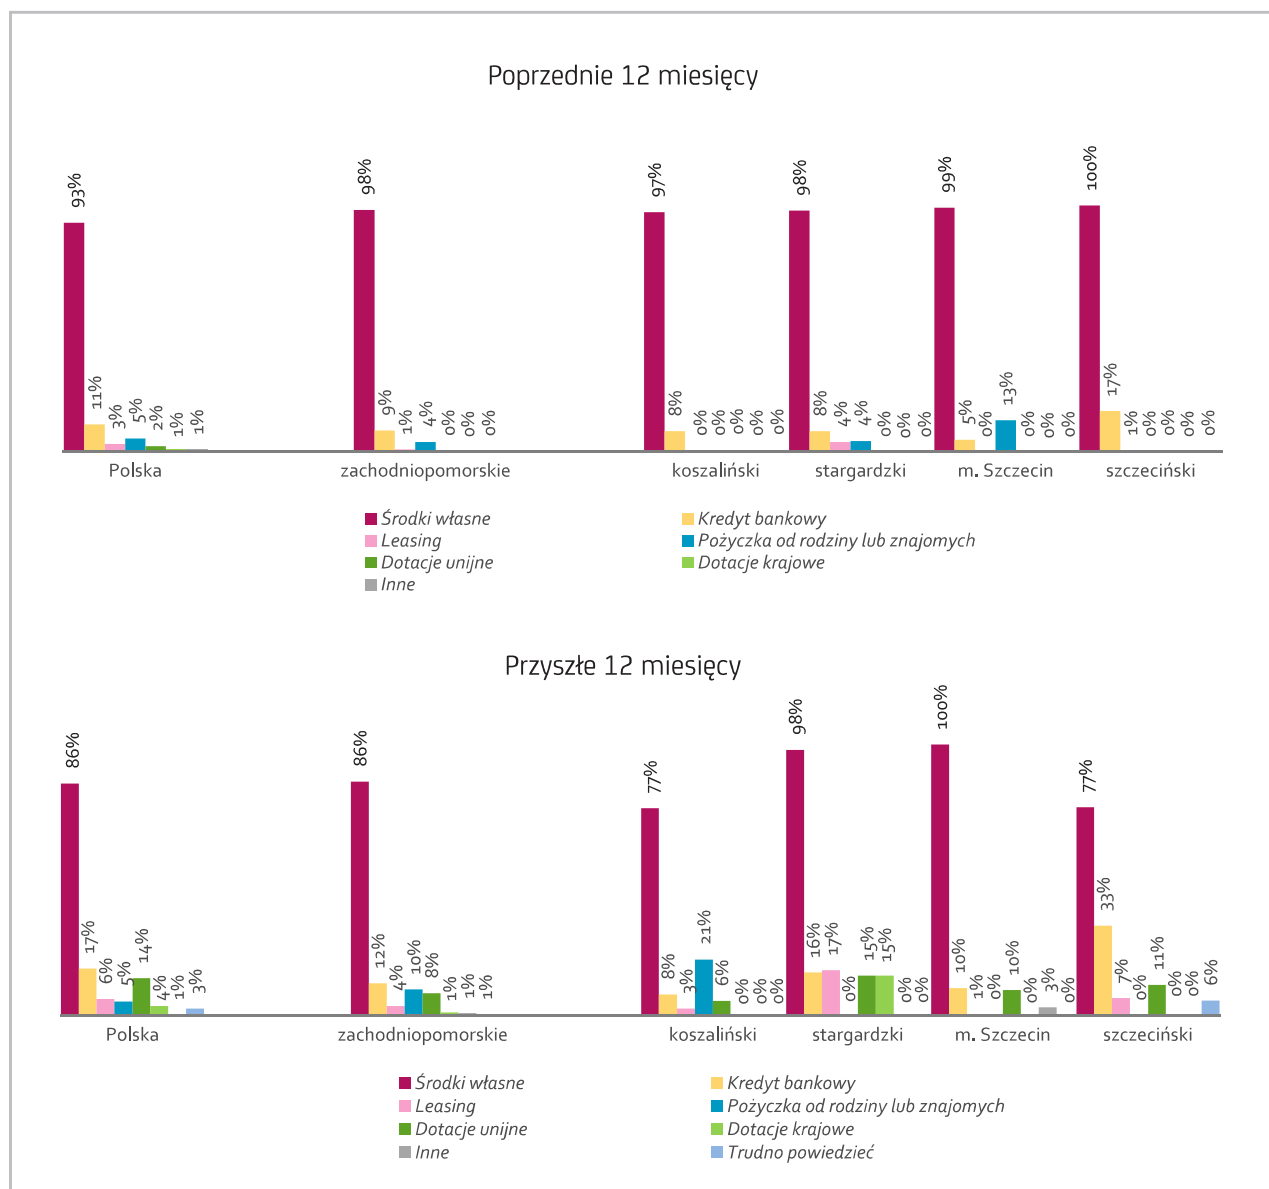 Poprzednie 12 miesięcy
93% 11% 3% 5% 2% 1% 1%
98% 9% 1% 4% 0% 0% 0%
97% 8% 0% 0% 0% 0% 0%
98% 8% 4% 4% 0% 0% 0%
99% 5% 0% 13% 0% 0% 0%
100% 17% 1% 0% 0% 0% 0%
Polska zachodniopomorskie koszaliński stargardzki m. Szczecin szczeciński
Środki własne Kredyt bankowy
Leasing Pożyczka od rodziny lub znajomych
Dotacje unijne Dotacje krajowe
Inne
Przyszłe 12 miesięcy
86% 17% 6% 5% 14% 4% 1% 3%
86% 12% 4% 10% 8% 1% 1%
77% 8% 3% 21% 6% 0% 0% 0%
98% 16% 17% 0% 15% 15% 0% 0%
100% 10% 1% 0% 10% 0% 3% 0%
77% 33% 7% 0% 11% 0% 0% 6%
Polska zachodniopomorskie koszaliński stargardzki m. Szczecin szczeciński
Środki własne Kredyt bankowy
Leasing Pożyczka od rodziny lub znajomych
Dotacje unijne Dotacje krajowe
Inne Trudno powiedzieć